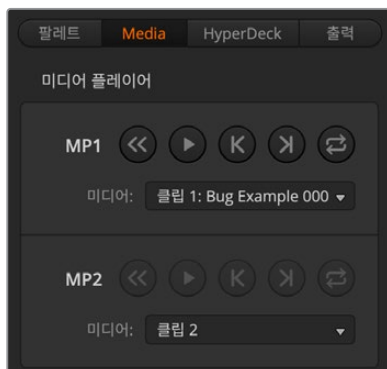 팔레트 Media HyperDeck 출력
미디어 플레이어
MP1
미디어: 클립 1: Bug Example 000
MP2
미디어: 클립 2